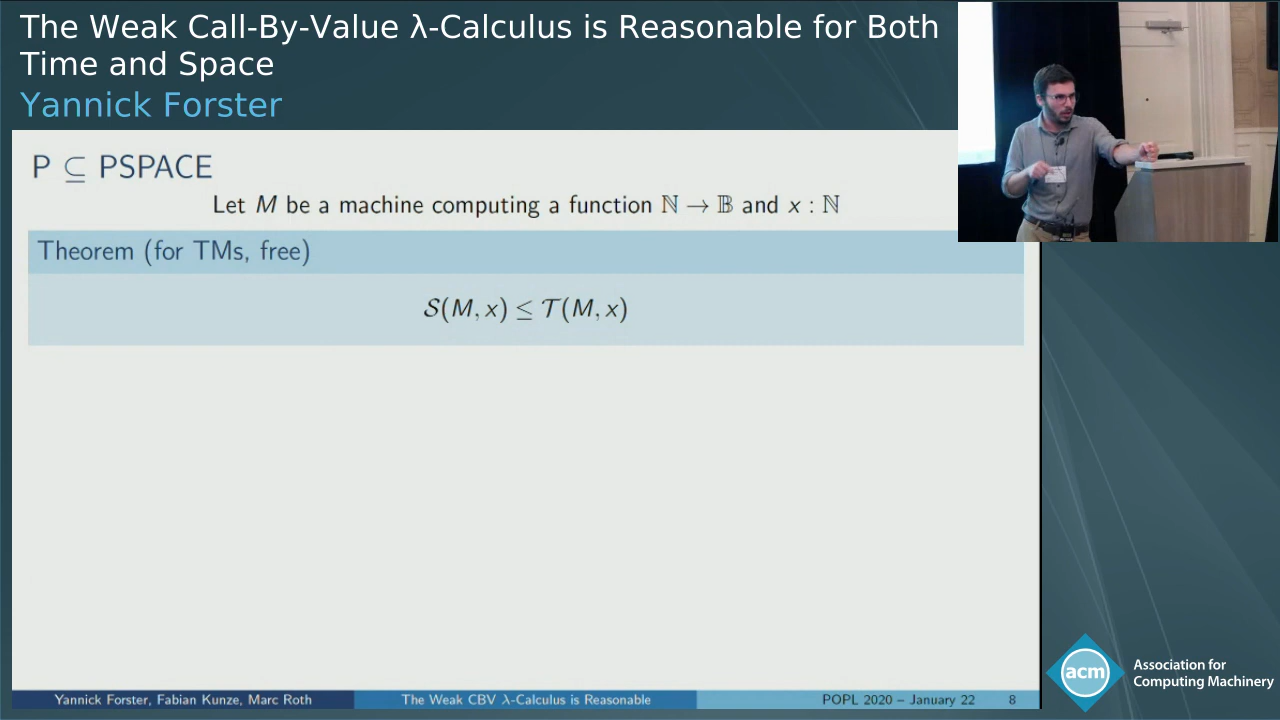 The Weak Call-By-Value λ-Calculus is Reasonable for Both
Time and Space
Yannick Forster
P ⊆ PSPACE
Let M be a machine computing a function ℕ → 𝔹 and x : ℕ
Theorem (for TMs, free)
𝒮(M, x) ≤ 𝒯(M, x)
Yannick Forster, Fabian Kunze, Marc Roth
The Weak CBV λ-Calculus is Reasonable
POPL 2020 – January 22
8
acm
Association for
Computing Machinery